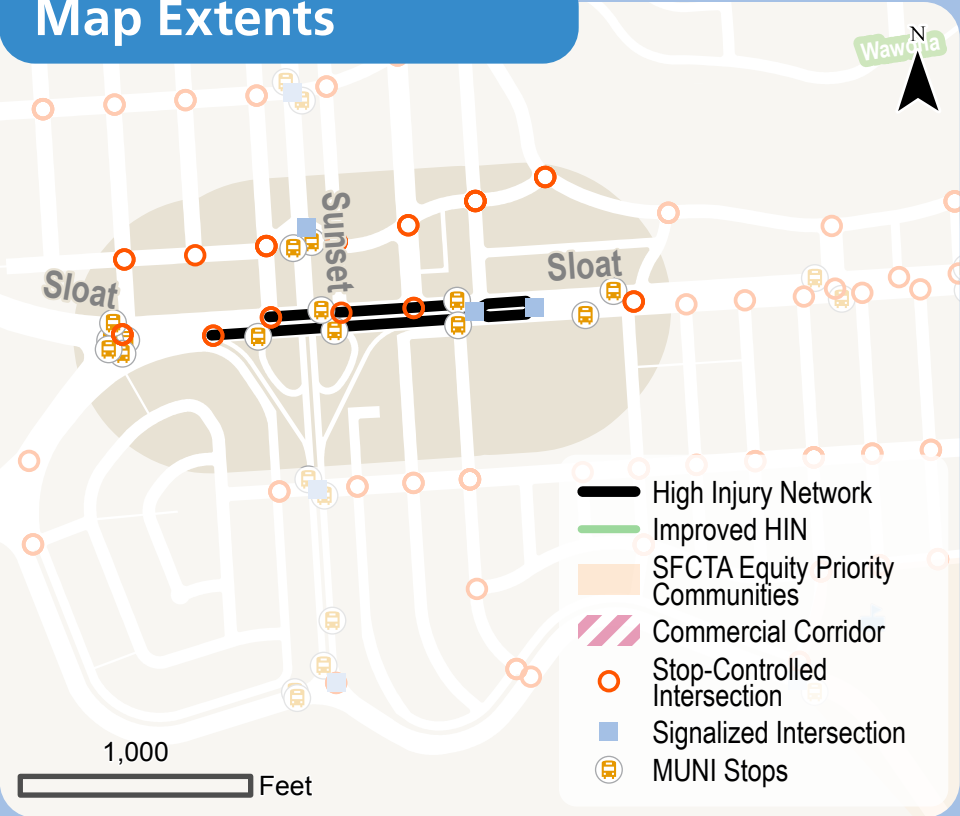 Map Extents
N
Wawona
Sunset
Sloat
Sloat
High Injury Network
Improved HIN
SFCTA Equity Priority
Communities
Commercial Corridor
Stop-Controlled
Intersection
Signalized Intersection
MUNI Stops
1,000
Feet